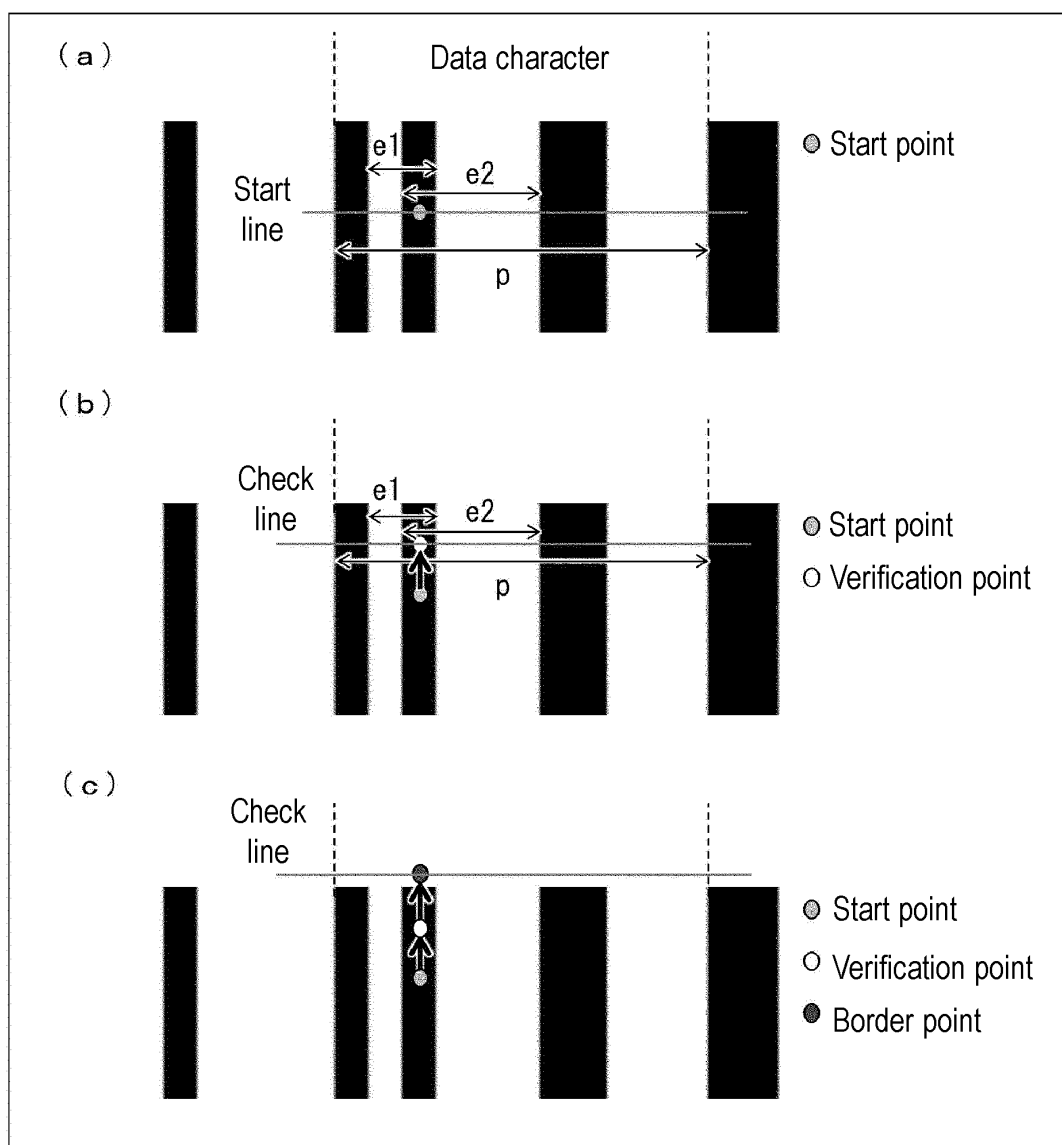 (a)
Data character
e1
e2
Start point
Start
line
p
(b)
Check
line
e1
e2
Start point
p
Verification point
(c)
Check
line
Start point
Verification point
Border point